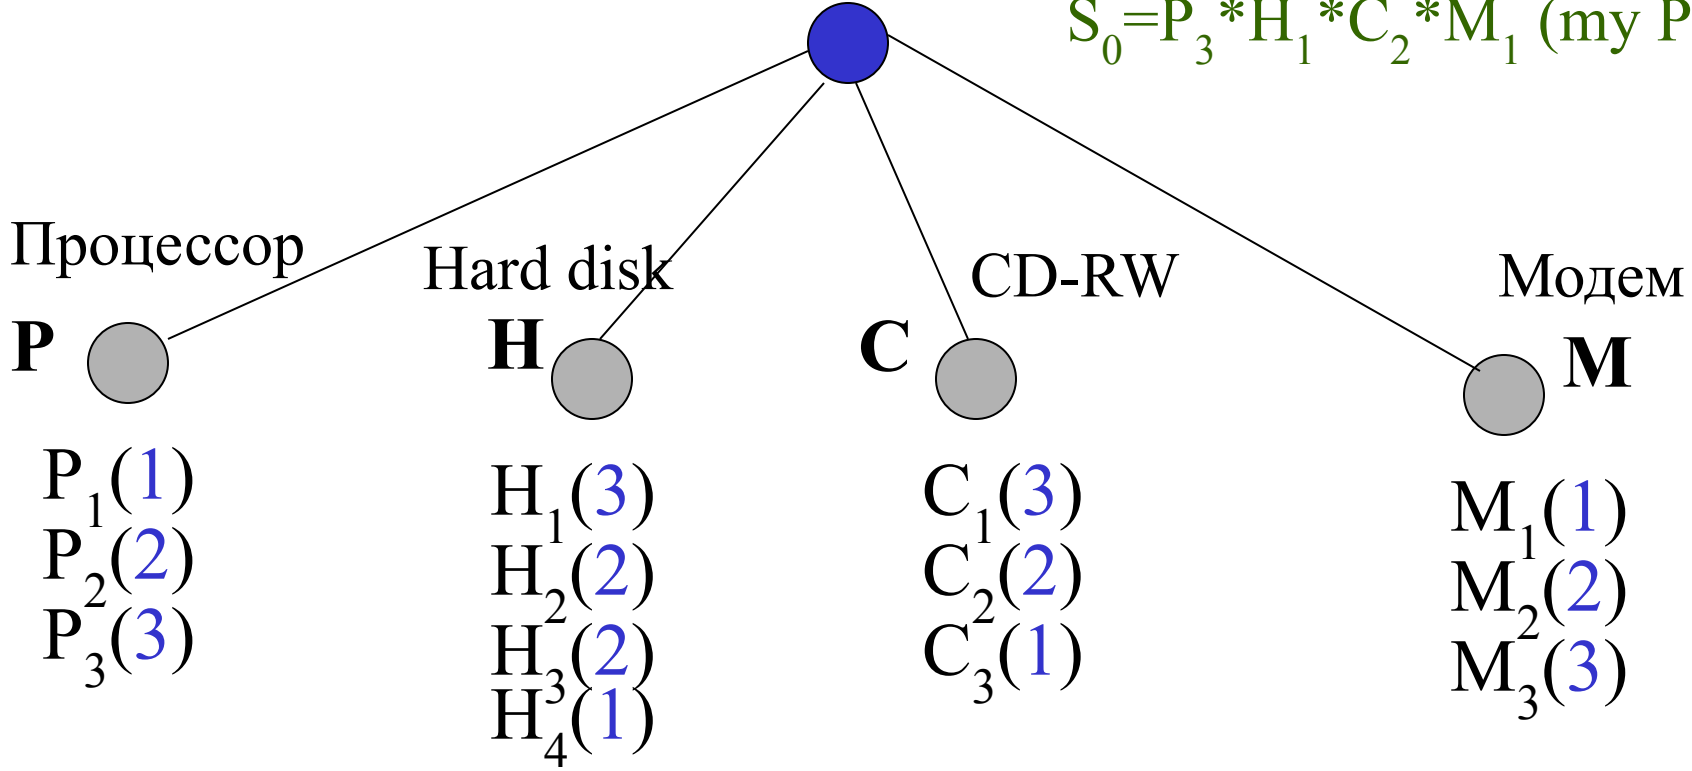 S₀=P₃*H₁*C₂*M₁ (my P
Процессор
Hard disk
CD-RW
Модем
P
H
C
M
P₁(1)
P₂(2)
P₃(3)
H₁(3)
H₂(2)
H₃(2)
H₄(1)
C₁(3)
C₂(2)
C₃(1)
M₁(1)
M₂(2)
M₃(3)